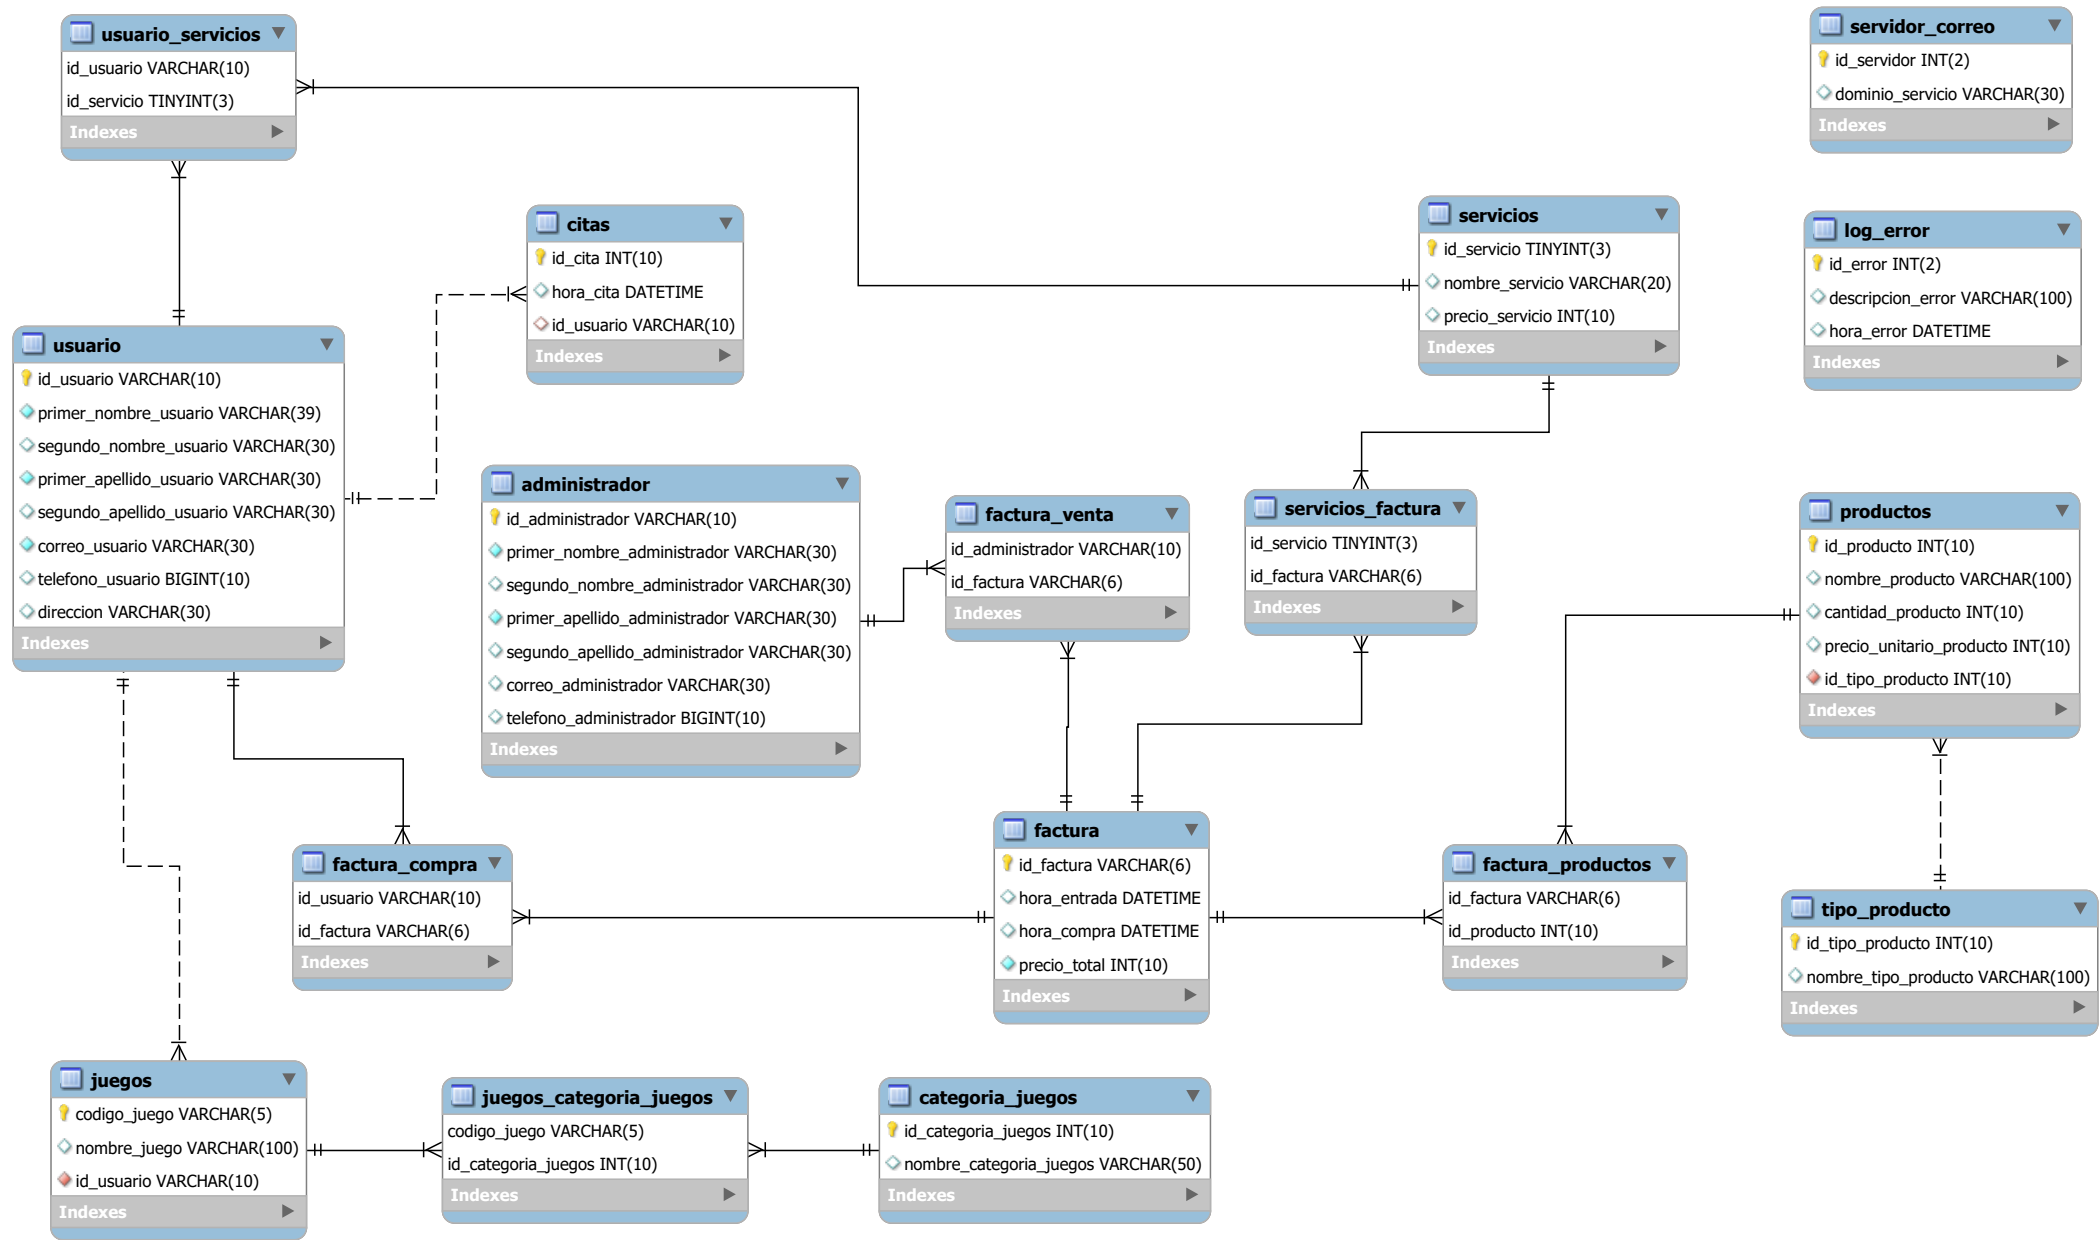 usuario_servicios
id_usuario VARCHAR(10)
id_servicio TINYINT(3)
Indexes
servidor_correo
id_servidor INT(2)
dominio_servicio VARCHAR(30)
Indexes
citas
id_cita INT(10)
hora_cita DATETIME
id_usuario VARCHAR(10)
Indexes
servicios
id_servicio TINYINT(3)
nombre_servicio VARCHAR(20)
precio_servicio INT(10)
Indexes
log_error
id_error INT(2)
descripcion_error VARCHAR(100)
hora_error DATETIME
Indexes
usuario
id_usuario VARCHAR(10)
primer_nombre_usuario VARCHAR(39)
segundo_nombre_usuario VARCHAR(30)
primer_apellido_usuario VARCHAR(30)
segundo_apellido_usuario VARCHAR(30)
correo_usuario VARCHAR(30)
telefono_usuario BIGINT(10)
direccion VARCHAR(30)
Indexes
administrador
id_administrador VARCHAR(10)
primer_nombre_administrador VARCHAR(30)
segundo_nombre_administrador VARCHAR(30)
primer_apellido_administrador VARCHAR(30)
segundo_apellido_administrador VARCHAR(30)
correo_administrador VARCHAR(30)
telefono_administrador BIGINT(10)
Indexes
factura_venta
id_administrador VARCHAR(10)
id_factura VARCHAR(6)
Indexes
servicios_factura
id_servicio TINYINT(3)
id_factura VARCHAR(6)
Indexes
productos
id_producto INT(10)
nombre_producto VARCHAR(100)
cantidad_producto INT(10)
precio_unitario_producto INT(10)
id_tipo_producto INT(10)
Indexes
factura_compra
id_usuario VARCHAR(10)
id_factura VARCHAR(6)
Indexes
factura
id_factura VARCHAR(6)
hora_entrada DATETIME
hora_compra DATETIME
precio_total INT(10)
Indexes
factura_productos
id_factura VARCHAR(6)
id_producto INT(10)
Indexes
tipo_producto
id_tipo_producto INT(10)
nombre_tipo_producto VARCHAR(100)
Indexes
juegos
codigo_juego VARCHAR(5)
nombre_juego VARCHAR(100)
id_usuario VARCHAR(10)
Indexes
juegos_categoria_juegos
codigo_juego VARCHAR(5)
id_categoria_juegos INT(10)
Indexes
categoria_juegos
id_categoria_juegos INT(10)
nombre_categoria_juegos VARCHAR(50)
Indexes